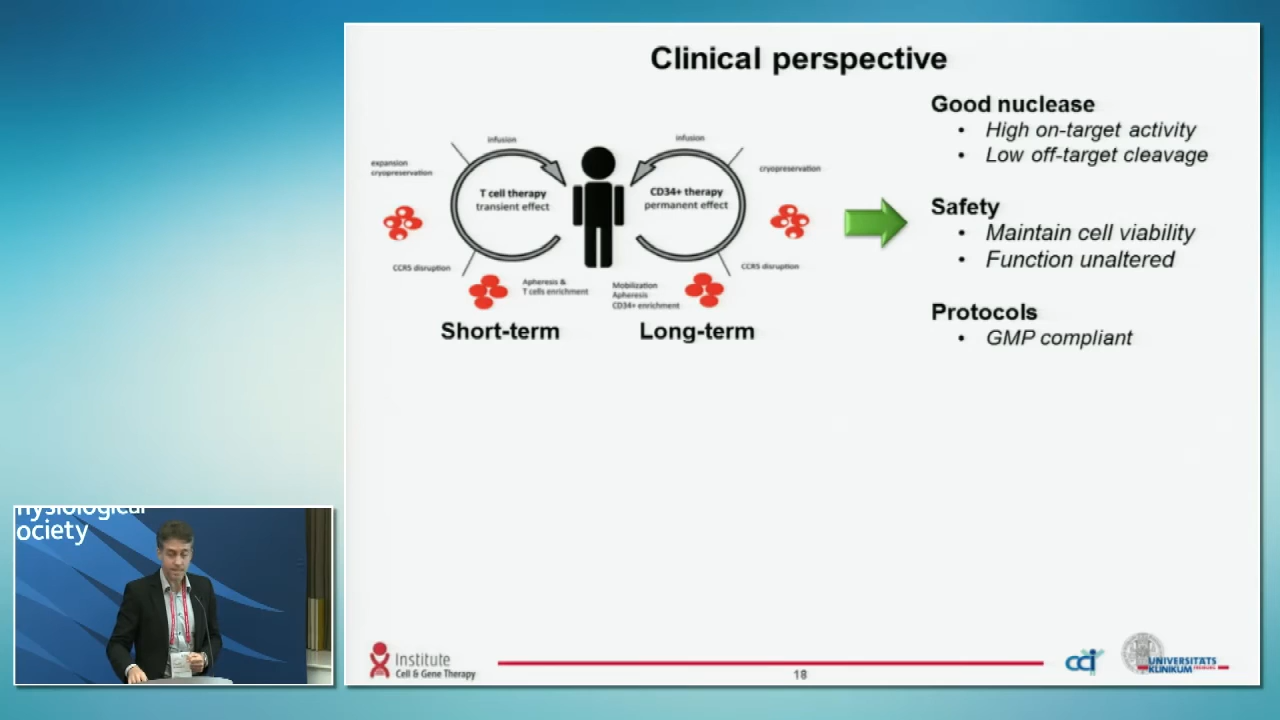 Clinical perspective
infusion
expansion
cryopreservation
T cell therapy
transient effect
CCR5 disruption
Apheresis &
T cells enrichment
Short-term
infusion
cryopreservation
CD34+ therapy
permanent effect
CCR5 disruption
Mobilization
Apheresis
CD34+ enrichment
Long-term
Good nuclease
• High on-target activity
• Low off-target cleavage
Safety
• Maintain cell viability
• Function unaltered
Protocols
• GMP compliant
hysiological
ociety
Institute
Cell & Gene Therapy
18
cci
UNIVERSITÄTS
KLINIKUM FREIBURG